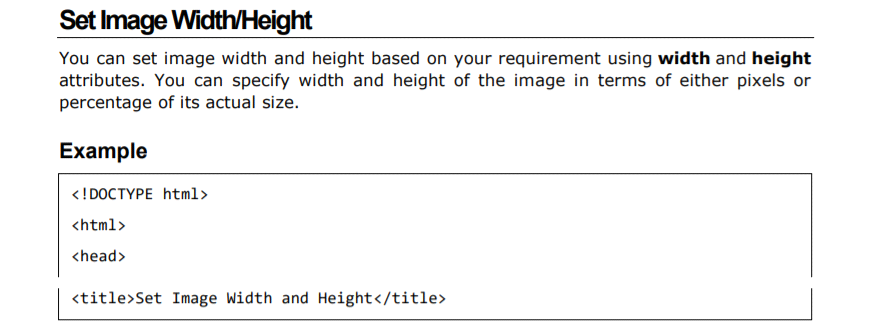 Set Image Width/Height
You can set image width and height based on your requirement using width and height
attributes. You can specify width and height of the image in terms of either pixels or
percentage of its actual size.
Example
<!DOCTYPE html>
<html>
<head>
<title>Set Image Width and Height</title>